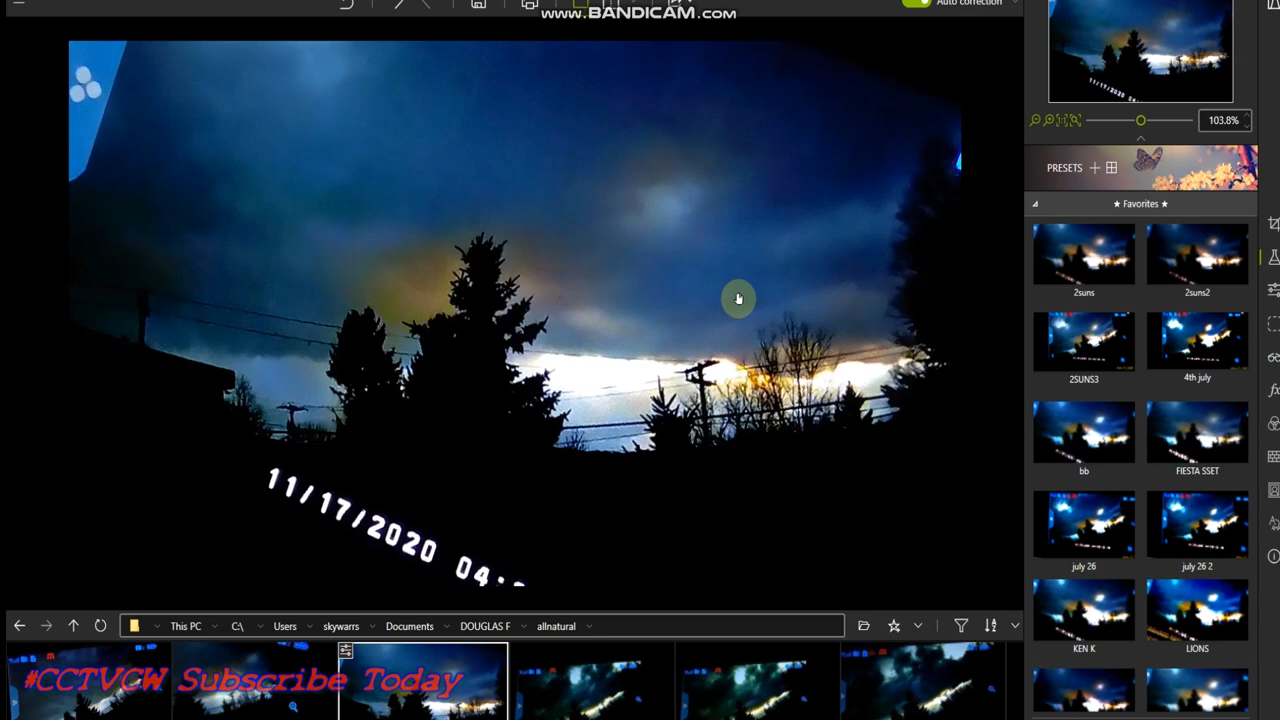 Auto correction
www.BANDICAM.com
103.8%
PRESETS
★ Favorites ★
2suns
2suns2
2SUNS3
4th july
bb
FIESTA SSET
july 26
july 26 2
KEN K
LIONS
11/17/2020 04:
This PC
C:\
Users
skywarrs
Documents
DOUGLAS F
allnatural
#CCTVCW Subscribe Today